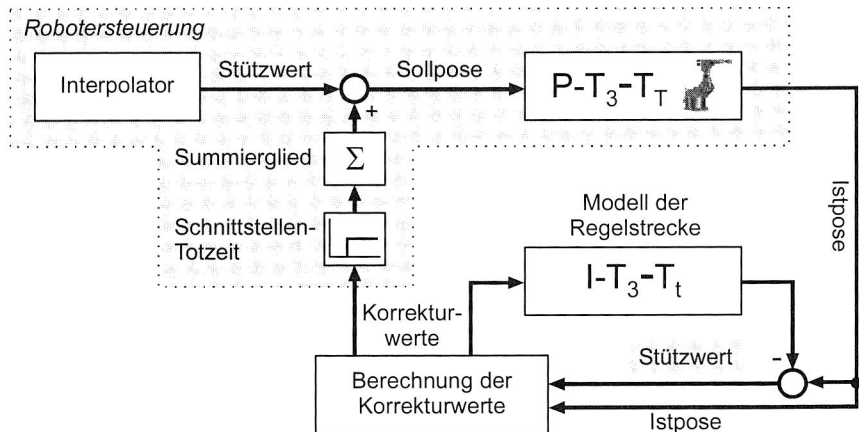 Robotersteuerung
Interpolator
Stützwert
Sollpose
P-T3-TT
+
Summierglied
Σ
Schnittstellen-
Totzeit
Istpose
Modell der
Regelstrecke
I-T3-Tt
Korrektur-
werte
Stützwert
-
Berechnung der
Korrekturwerte
Istpose